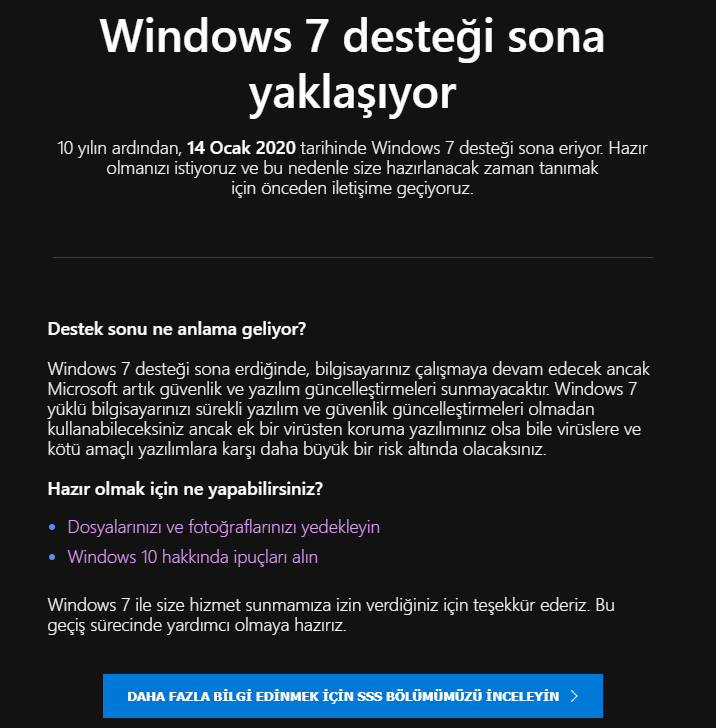 Windows 7 desteği sona
yaklaşıyor
10 yılın ardından, 14 Ocak 2020 tarihinde Windows 7 desteği sona eriyor. Hazır
olmanızı istiyoruz ve bu nedenle size hazırlanacak zaman tanımak
için önceden iletişime geçiyoruz.
Destek sonu ne anlama geliyor?
Windows 7 desteği sona erdiğinde, bilgisayarınız çalışmaya devam edecek ancak
Microsoft artık güvenlik ve yazılım güncelleştirmeleri sunmayacaktır. Windows 7
yüklü bilgisayarınızı sürekli yazılım ve güvenlik güncelleştirmeleri olmadan
kullanabileceksiniz ancak ek bir virüsten koruma yazılımınız olsa bile virüslere ve
kötü amaçlı yazılımlara karşı daha büyük bir risk altında olacaksınız.
Hazır olmak için ne yapabilirsiniz?
• Dosyalarınızı ve fotoğraflarınızı yedekleyin
• Windows 10 hakkında ipuçları alın
Windows 7 ile size hizmet sunmamıza izin verdiğiniz için teşekkür ederiz. Bu
geçiş sürecinde yardımcı olmaya hazırız.
DAHA FAZLA BİLGİ EDİNMEK İÇİN SSS BÖLÜMÜMÜZÜ İNCELEYİN